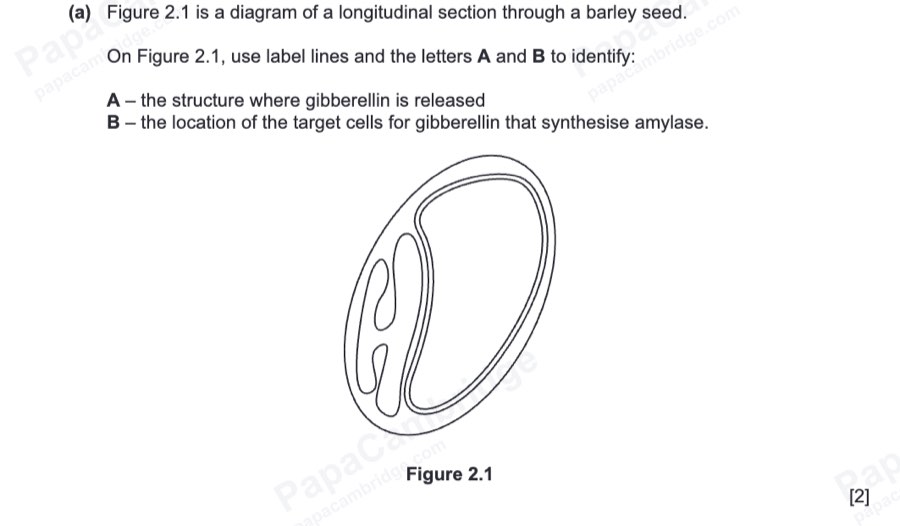 (a) Figure 2.1 is a diagram of a longitudinal section through a barley seed.
On Figure 2.1, use label lines and the letters A and B to identify:
A – the structure where gibberellin is released
B – the location of the target cells for gibberellin that synthesise amylase.
Figure 2.1
[2]